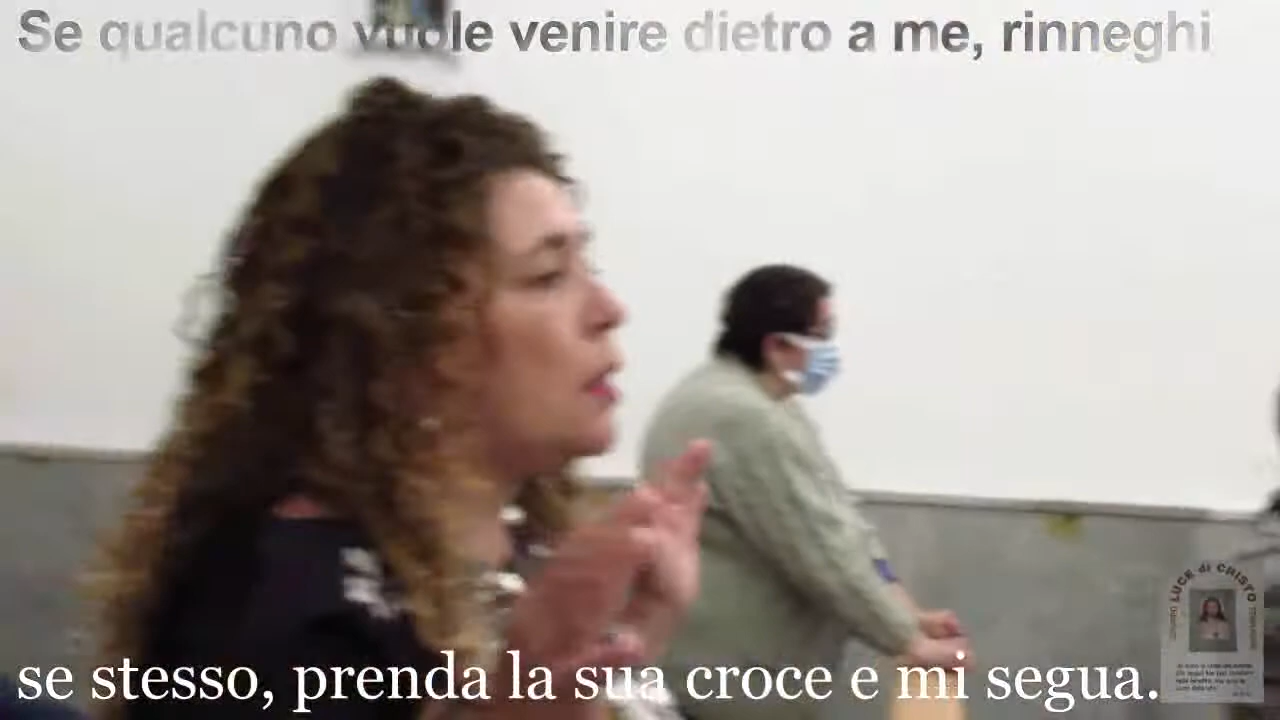 Se qualcuno vuole venire dietro a me, rinneghi
se stesso, prenda la sua croce e mi segua.
LUCE di CRISTO